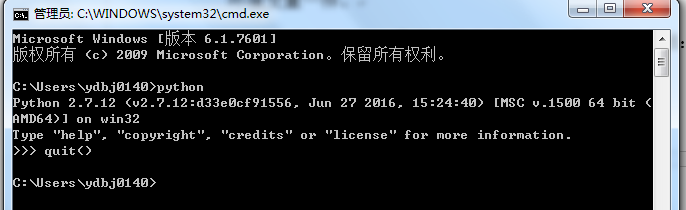 管理员: C:\WINDOWS\system32\cmd.exe
Microsoft Windows [版本 6.1.7601]
版权所有 (c) 2009 Microsoft Corporation。保留所有权利。
C:\Users\ydbj0140>python
Python 2.7.12 (v2.7.12:d33e0cf91556, Jun 27 2016, 15:24:40) [MSC v.1500 64 bit (
AMD64)] on win32
Type "help", "copyright", "credits" or "license" for more information.
>>> quit()
C:\Users\ydbj0140>